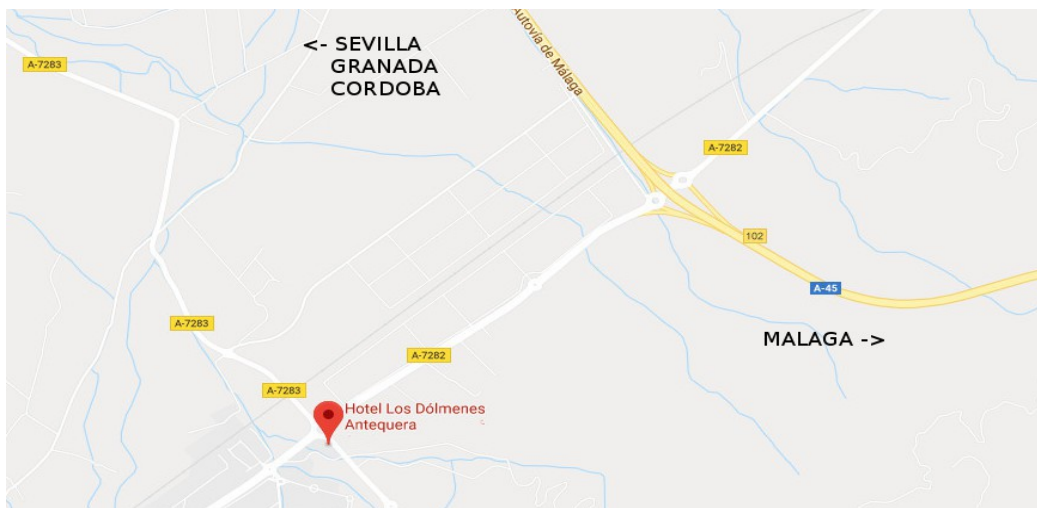 <- SEVILLA
GRANADA
CORDOBA
Autovía de Málaga
A-7283
A-7282
102
A-45
A-7283
MALAGA ->
A-7282
A-7283
Hotel Los Dólmenes
Antequera